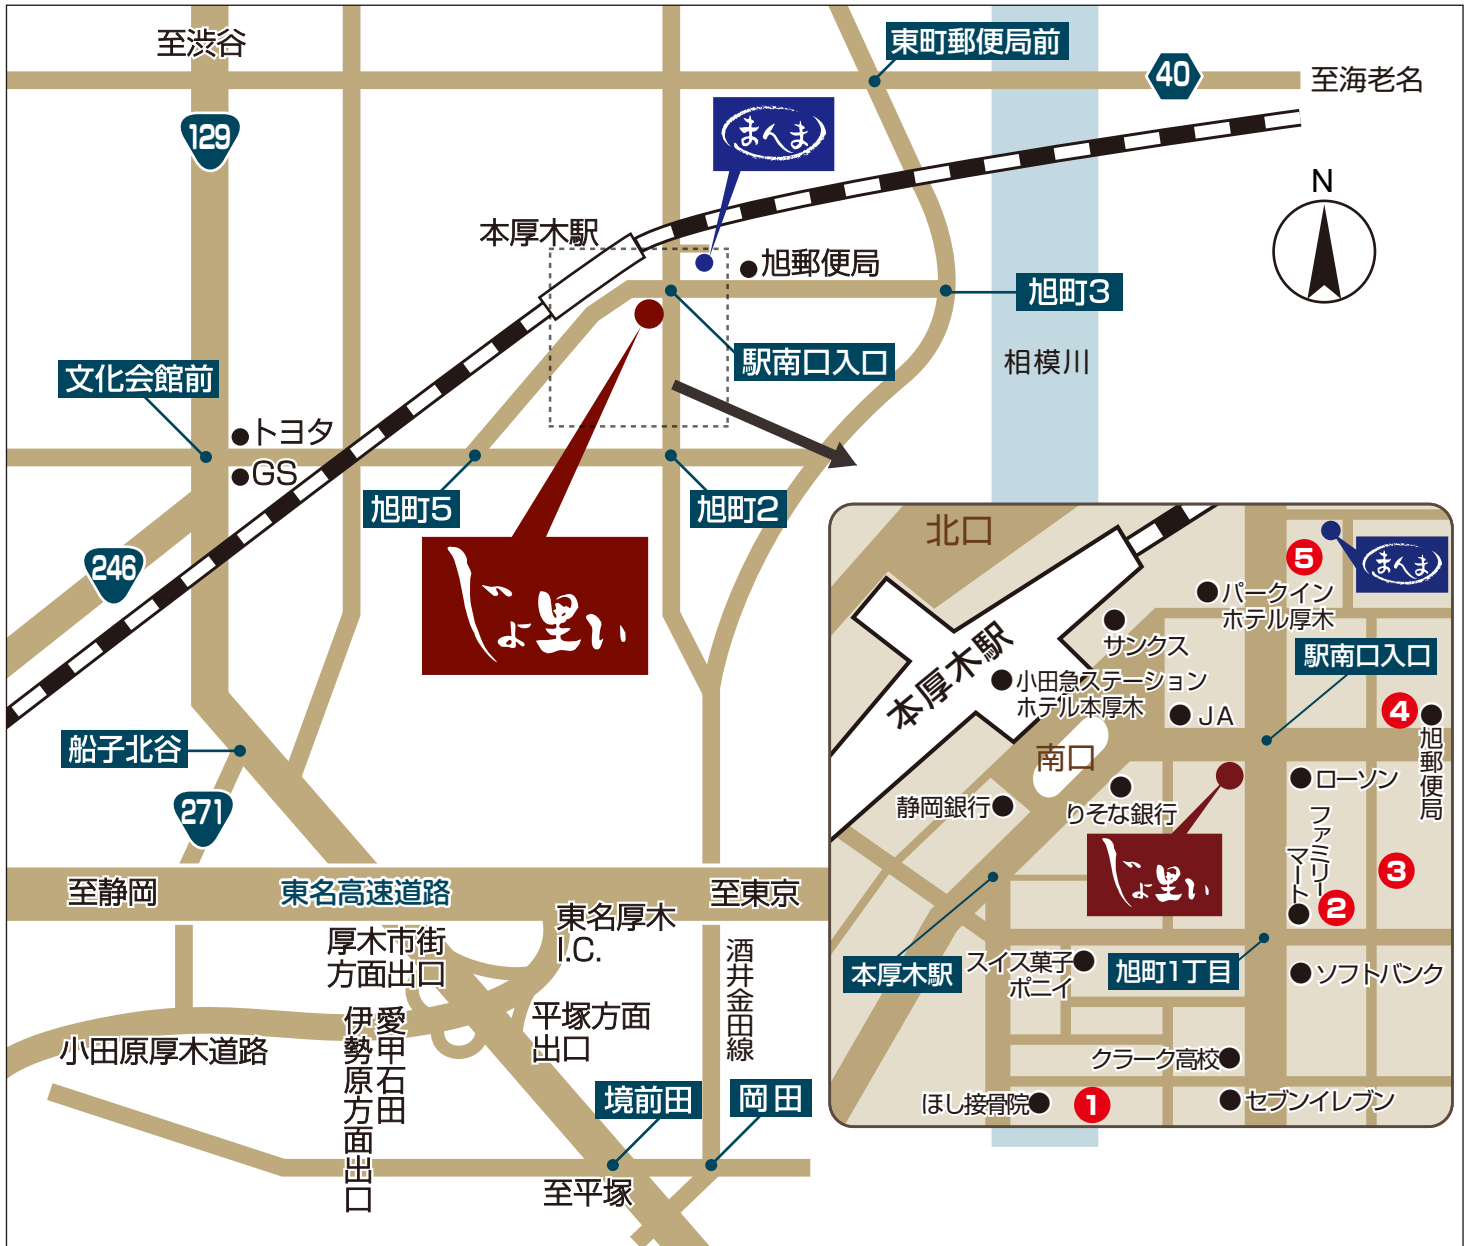 至渋谷
東町郵便局前
40
至海老名
129
まんま
N
本厚木駅
旭郵便局
旭町3
駅南口入口
相模川
文化会館前
トヨタ
GS
旭町5
旭町2
246
じょ里い
船子北谷
271
至静岡
東名高速道路
至東京
東名厚木
I.C.
厚木市街
方面出口
酒井金田線
平塚方面
出口
愛甲石田
伊勢原方面出口
小田原厚木道路
境前田
岡田
至平塚
北口
まんま
5
パークイン
ホテル厚木
サンクス
駅南口入口
本厚木駅
小田急ステーション
ホテル本厚木
JA
4
旭郵便局
南口
ローソン
静岡銀行
りそな銀行
ファミリー
マート
じょ里い
3
2
本厚木駅
スイス菓子
ポニイ
旭町1丁目
ソフトバンク
クラーク高校
ほし接骨院
1
セブンイレブン